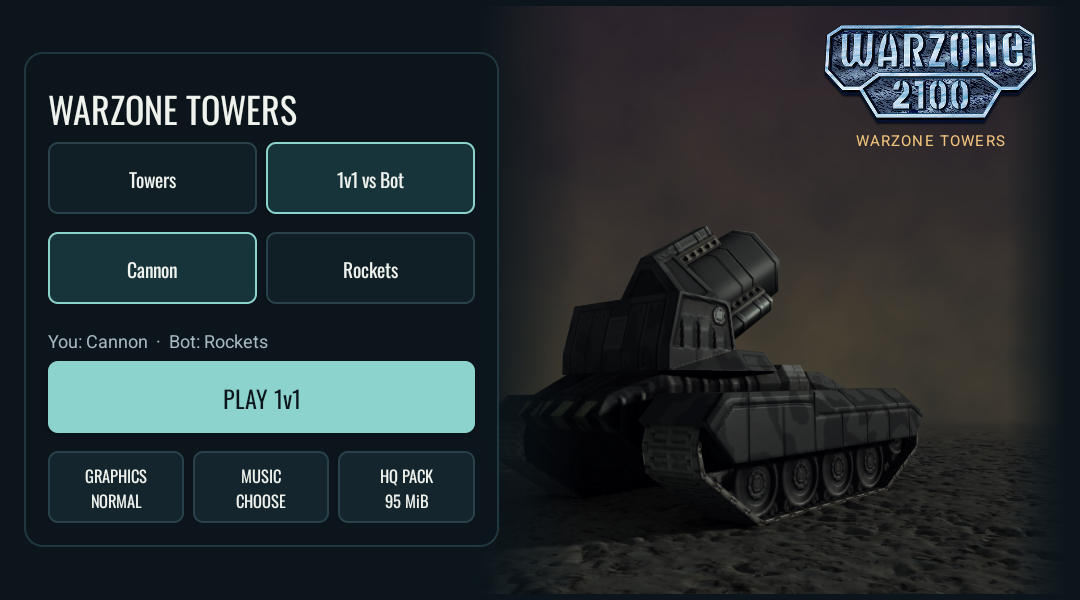 WARZONE
2100
WARZONE TOWERS
WARZONE TOWERS
Towers
1v1 vs Bot
Cannon
Rockets
You: Cannon · Bot: Rockets
PLAY 1v1
GRAPHICS
NORMAL
MUSIC
CHOOSE
HQ PACK
95 MiB